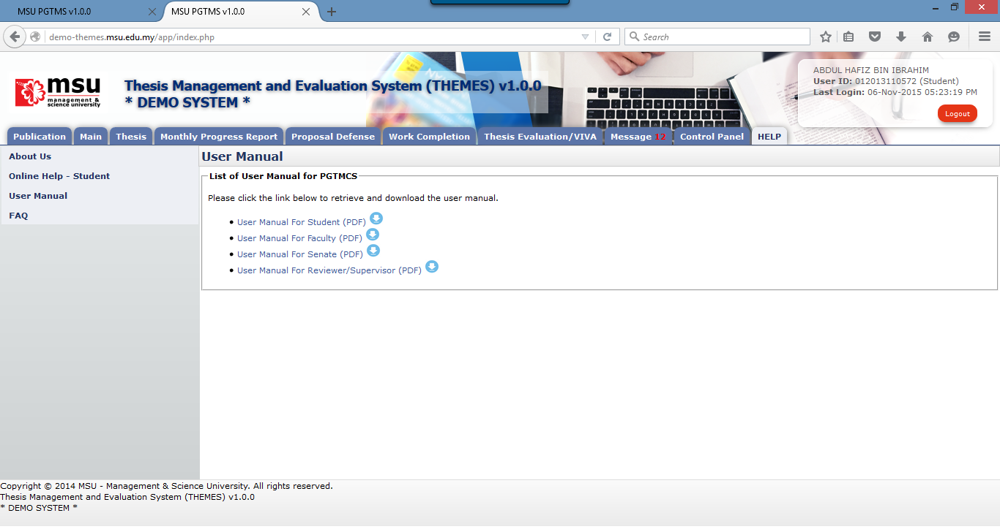 MSU PGTMS v1.0.0
MSU PGTMS v1.0.0
demo-themes.msu.edu.my/app/index.php
Search
msu
management &
science university
Thesis Management and Evaluation System (THEMES) v1.0.0
* DEMO SYSTEM *
ABDUL HAFIZ BIN IBRAHIM
User ID: 012013110572 (Student)
Last Login: 06-Nov-2015 05:23:19 PM
Logout
Publication
Main
Thesis
Monthly Progress Report
Proposal Defense
Work Completion
Thesis Evaluation/VIVA
Message 12
Control Panel
HELP
About Us
Online Help - Student
User Manual
FAQ
User Manual
List of User Manual for PGTMCS
Please click the link below to retrieve and download the user manual.
User Manual For Student (PDF)
User Manual For Faculty (PDF)
User Manual For Senate (PDF)
User Manual For Reviewer/Supervisor (PDF)
Copyright © 2014 MSU - Management & Science University. All rights reserved.
Thesis Management and Evaluation System (THEMES) v1.0.0
* DEMO SYSTEM *